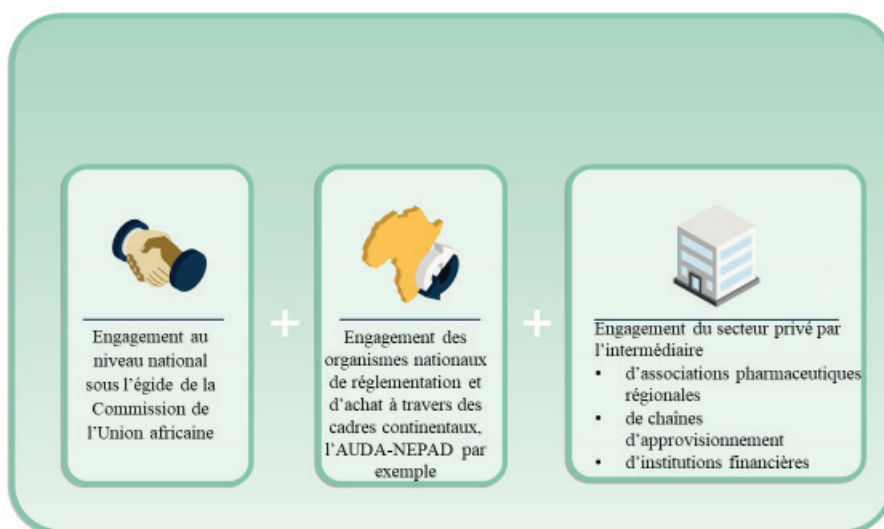 Engagement au
niveau national
sous l'égide de la
Commission de
l'Union africaine
+
Engagement des
organismes nationaux
de réglementation et
d'achat à travers des
cadres continentaux,
l'AUDA-NEPAD par
exemple
+
Engagement du secteur privé par
l'intermédiaire
• d'associations pharmaceutiques
régionales
• de chaînes
d'approvisionnement
• d'institutions financières